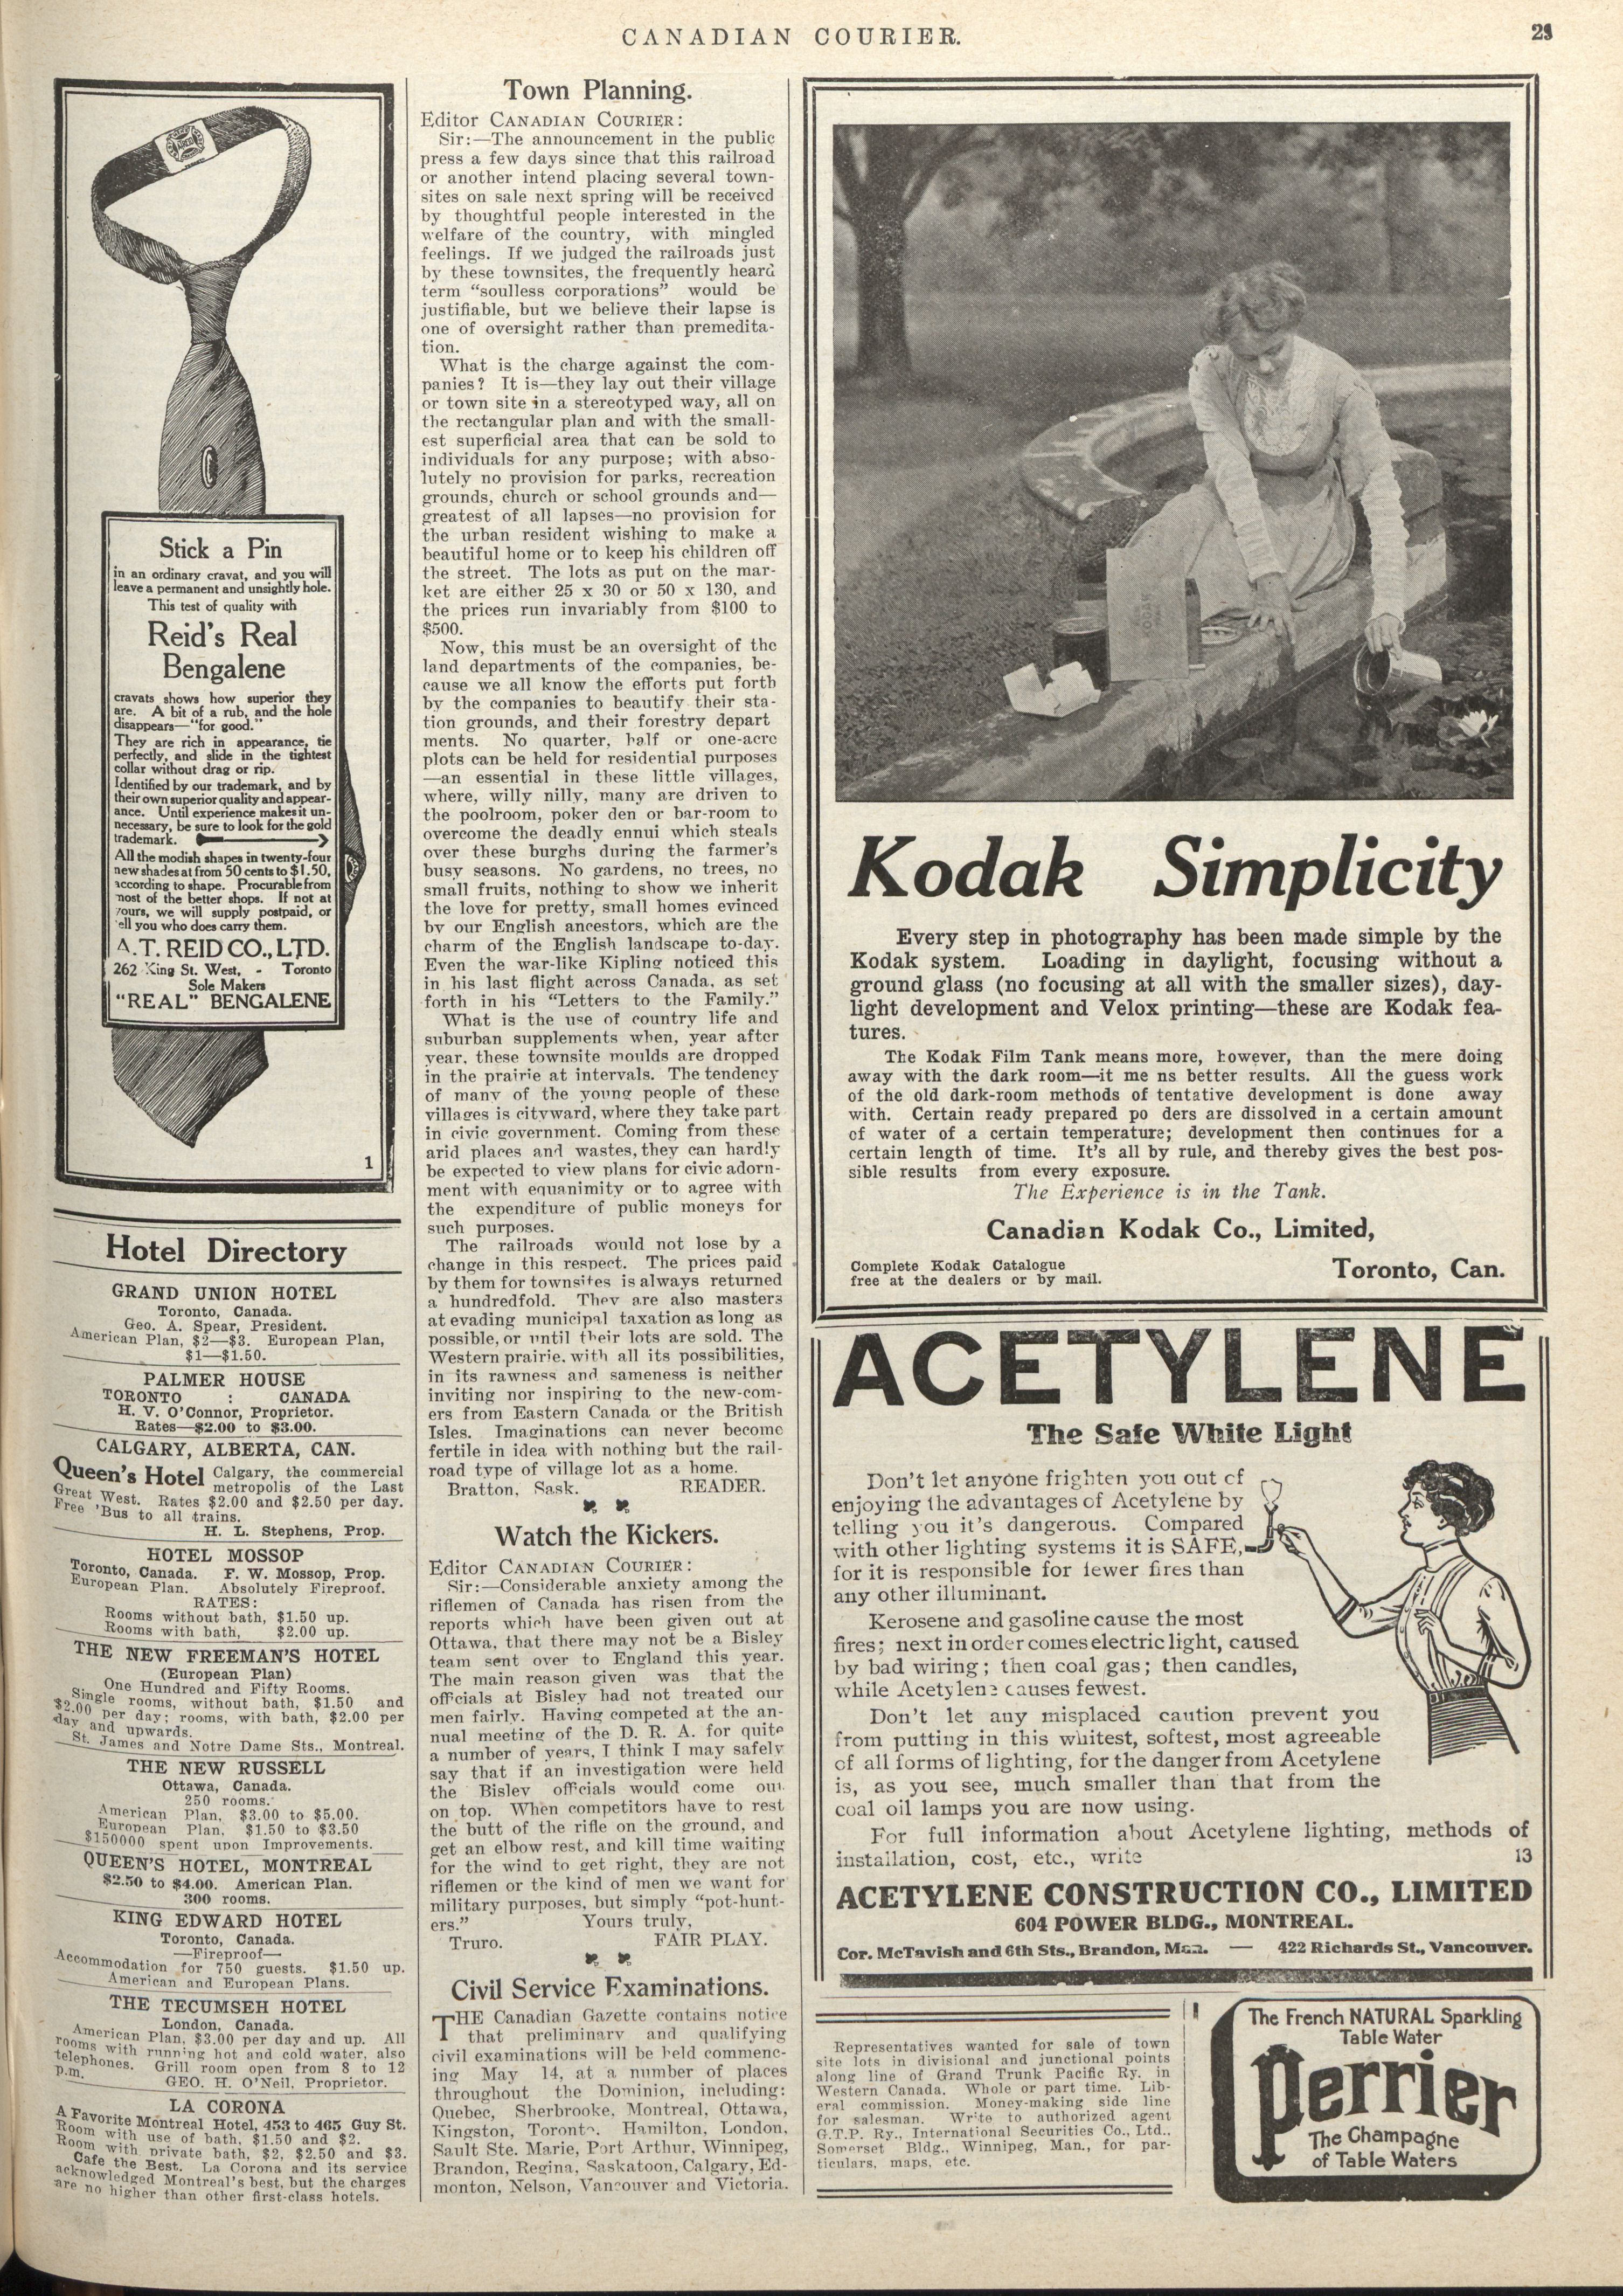 CANADIAN COURIER.
Stick a Pin
in an ordinary cravat, and you will
leave a permanent and unsightly hole.
This test of quality with
Reid's Real
Bengalene
cravats shows how superior they
are. A bit of a rub, and the hole
disappears—"for good."
They are rich in appearance, tie
perfectly, and slide in the tightest
collar without drag or rip.
Identified by our trademark, and by
their own superior quality and appear-
ance. Until experience makes it un-
necessary, be sure to look for the gold
trademark.
All the modish shapes in twenty-four
new shades at from 50 cents to $1.50,
according to shape. Procurable from
most of the better shops. If not at
yours, we will supply postpaid, or
tell you who does carry them.
A. T. REID CO., LTD.
262 King St. West, - Toronto
Sole Makers
"REAL" BENGALENE
1
Hotel Directory
GRAND UNION HOTEL
Toronto, Canada.
Geo. A. Spear, President.
American Plan, $2—$3. European Plan,
$1—$1.50.
PALMER HOUSE
TORONTO : CANADA
H. V. O'Connor, Proprietor.
Rates—$2.00 to $3.00.
CALGARY, ALBERTA, CAN.
Queen's Hotel Calgary, the commercial
metropolis of the Last
Great West. Rates $2.00 and $2.50 per day.
Free 'Bus to all trains.
H. L. Stephens, Prop.
HOTEL MOSSOP
Toronto, Canada. F. W. Mossop, Prop.
European Plan. Absolutely Fireproof.
RATES:
Rooms without bath, $1.50 up.
Rooms with bath, $2.00 up.
THE NEW FREEMAN'S HOTEL
(European Plan)
One Hundred and Fifty Rooms.
Single rooms, without bath, $1.50 and
$2.00 per day; rooms, with bath, $2.00 per
day and upwards.
St. James and Notre Dame Sts., Montreal.
THE NEW RUSSELL
Ottawa, Canada.
250 rooms.
American Plan, $3.00 to $5.00.
European Plan, $1.50 to $3.50
$150000 spent upon Improvements.
QUEEN'S HOTEL, MONTREAL
$2.50 to $4.00. American Plan.
300 rooms.
KING EDWARD HOTEL
Toronto, Canada.
—Fireproof—
Accommodation for 750 guests. $1.50 up.
American and European Plans.
THE TECUMSEH HOTEL
London, Canada.
American Plan, $3.00 per day and up. All
rooms with running hot and cold water, also
telephones. Grill room open from 8 to 12
p.m.
GEO. H. O'Neil, Proprietor.
LA CORONA
A Favorite Montreal Hotel, 453 to 465 Guy St.
Room with use of bath, $1.50 and $2.
Room with private bath, $2, $2.50 and $3.
Cafe the Best. La Corona and its service
acknowledged Montreal's best, but the charges
are no higher than other first-class hotels.
Town Planning.
Editor CANADIAN COURIER:
Sir:—The announcement in the public
press a few days since that this railroad
or another intend placing several town-
sites on sale next spring will be received
by thoughtful people interested in the
welfare of the country, with mingled
feelings. If we judged the railroads just
by these townsites, the frequently heard
term "soulless corporations" would be
justifiable, but we believe their lapse is
one of oversight rather than premedita-
tion.
What is the charge against the com-
panies? It is—they lay out their village
or town site in a stereotyped way, all on
the rectangular plan and with the small-
est superficial area that can be sold to
individuals for any purpose; with abso-
lutely no provision for parks, recreation
grounds, church or school grounds and—
greatest of all lapses—no provision for
the urban resident wishing to make a
beautiful home or to keep his children off
the street. The lots as put on the mar-
ket are either 25 x 30 or 50 x 130, and
the prices run invariably from $100 to
$500.
Now, this must be an oversight of the
land departments of the companies, be-
cause we all know the efforts put forth
by the companies to beautify their sta-
tion grounds, and their forestry depart
ments. No quarter, half or one-acre
plots can be held for residential purposes
—an essential in these little villages,
where, willy nilly, many are driven to
the poolroom, poker den or bar-room to
overcome the deadly ennui which steals
over these burghs during the farmer's
busy seasons. No gardens, no trees, no
small fruits, nothing to show we inherit
the love for pretty, small homes evinced
by our English ancestors, which are the
charm of the English landscape to-day.
Even the war-like Kipling noticed this
in his last flight across Canada, as set
forth in his "Letters to the Family."
What is the use of country life and
suburban supplements when, year after
year, these townsite moulds are dropped
in the prairie at intervals. The tendency
of many of the young people of these
villages is cityward, where they take part
in civic government. Coming from these
arid places and wastes, they can hardly
be expected to view plans for civic adorn-
ment with equanimity or to agree with
the expenditure of public moneys for
such purposes.
The railroads would not lose by a
change in this respect. The prices paid
by them for townsites is always returned
a hundredfold. They are also masters
at evading municipal taxation as long as
possible, or until their lots are sold. The
Western prairie, with all its possibilities,
in its rawness and sameness is neither
inviting nor inspiring to the new-com-
ers from Eastern Canada or the British
Isles. Imaginations can never become
fertile in idea with nothing but the rail-
road type of village lot as a home.
Bratton, Sask. READER.
Watch the Kickers.
Editor CANADIAN COURIER:
Sir:—Considerable anxiety among the
riflemen of Canada has risen from the
reports which have been given out at
Ottawa, that there may not be a Bisley
team sent over to England this year.
The main reason given was that the
officials at Bisley had not treated our
men fairly. Having competed at the an-
nual meeting of the D. R. A. for quite
a number of years, I think I may safely
say that if an investigation were held
the Bisley officials would come out
on top. When competitors have to rest
the butt of the rifle on the ground, and
get an elbow rest, and kill time waiting
for the wind to get right, they are not
riflemen or the kind of men we want for
military purposes, but simply "pot-hunt-
ers." Yours truly,
Truro. FAIR PLAY.
Civil Service Examinations.
THE Canadian Gazette contains notice
that preliminary and qualifying
civil examinations will be held commenc-
ing May 14, at a number of places
throughout the Dominion, including:
Quebec, Sherbrooke, Montreal, Ottawa,
Kingston, Toronto, Hamilton, London,
Sault Ste. Marie, Port Arthur, Winnipeg,
Brandon, Regina, Saskatoon, Calgary, Ed-
monton, Nelson, Vancouver and Victoria.
Kodak Simplicity
Every step in photography has been made simple by the
Kodak system. Loading in daylight, focusing without a
ground glass (no focusing at all with the smaller sizes), day-
light development and Velox printing—these are Kodak fea-
tures.
The Kodak Film Tank means more, however, than the mere doing
away with the dark room—it me ns better results. All the guess work
of the old dark-room methods of tentative development is done away
with. Certain ready prepared po ders are dissolved in a certain amount
of water of a certain temperature; development then continues for a
certain length of time. It's all by rule, and thereby gives the best pos-
sible results from every exposure.
The Experience is in the Tank.
Canadian Kodak Co., Limited,
Complete Kodak Catalogue
free at the dealers or by mail.
Toronto, Can.
ACETYLENE
The Safe White Light
Don't let anyone frighten you out of
enjoying the advantages of Acetylene by
telling you it's dangerous. Compared
with other lighting systems it is SAFE,
for it is responsible for fewer fires than
any other illuminant.
Kerosene and gasoline cause the most
fires; next in order comes electric light, caused
by bad wiring; then coal gas; then candles,
while Acetylene causes fewest.
Don't let any misplaced caution prevent you
from putting in this whitest, softest, most agreeable
of all forms of lighting, for the danger from Acetylene
is, as you see, much smaller than that from the
coal oil lamps you are now using.
For full information about Acetylene lighting, methods of
installation, cost, etc., write 13
ACETYLENE CONSTRUCTION CO., LIMITED
604 POWER BLDG., MONTREAL.
Cor. McTavish and 6th Sts., Brandon, Man. — 422 Richards St., Vancouver.
Representatives wanted for sale of town
site lots in divisional and junctional points
along line of Grand Trunk Pacific Ry. in
Western Canada. Whole or part time. Lib-
eral commission. Money-making side line
for salesman. Write to authorized agent
G.T.P. Ry., International Securities Co., Ltd.,
Somerset Bldg., Winnipeg, Man., for par-
ticulars, maps, etc.
The French NATURAL Sparkling
Table Water
Perrier
The Champagne
of Table Waters